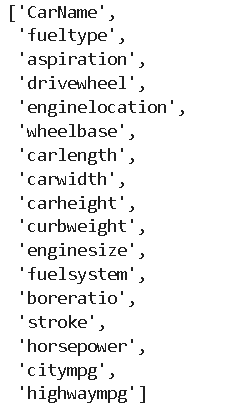 ['CarName',
 'fueltype',
 'aspiration',
 'drivewheel',
 'enginelocation',
 'wheelbase',
 'carlength',
 'carwidth',
 'carheight',
 'curbweight',
 'enginesize',
 'fuelsystem',
 'boreratio',
 'stroke',
 'horsepower',
 'citympg',
 'highwaympg']